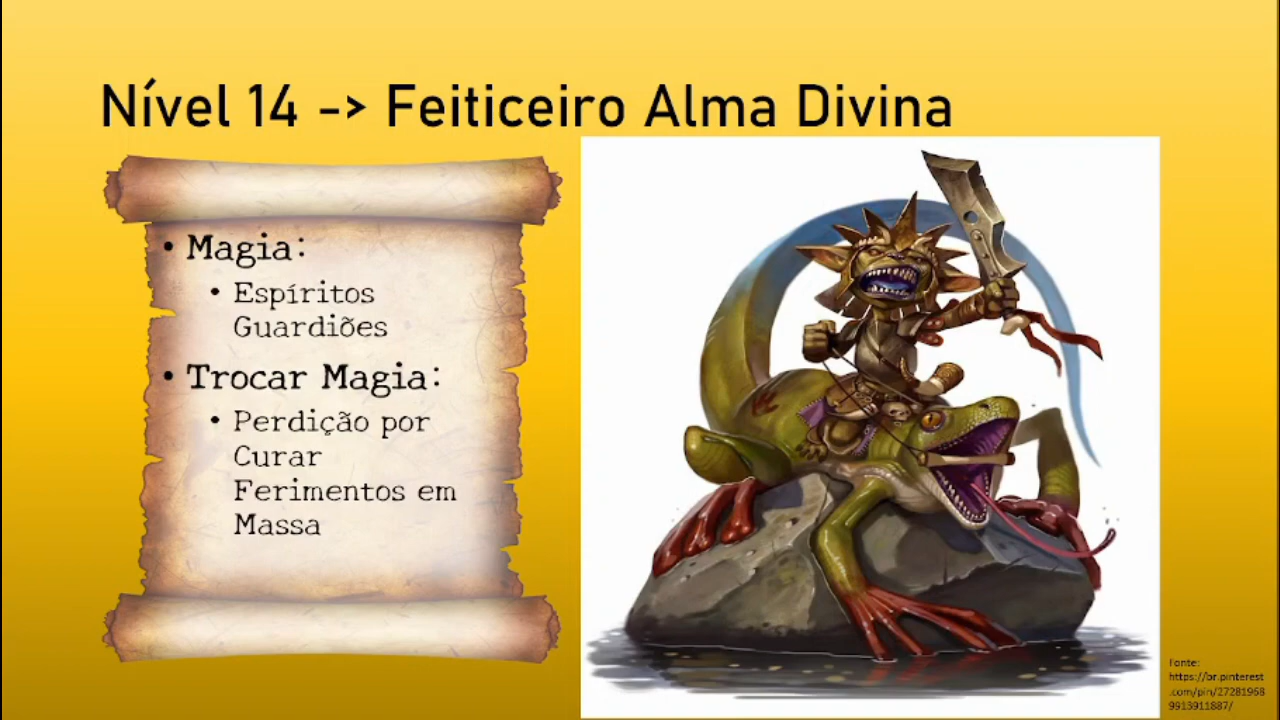 Nível 14 -> Feiticeiro Alma Divina
• Magia:
• Espíritos
Guardiões
• Trocar Magia:
• Perdição por
Curar
Ferimentos em
Massa
Fonte:
https://br.pinterest
.com/pin/27281968
9913911887/